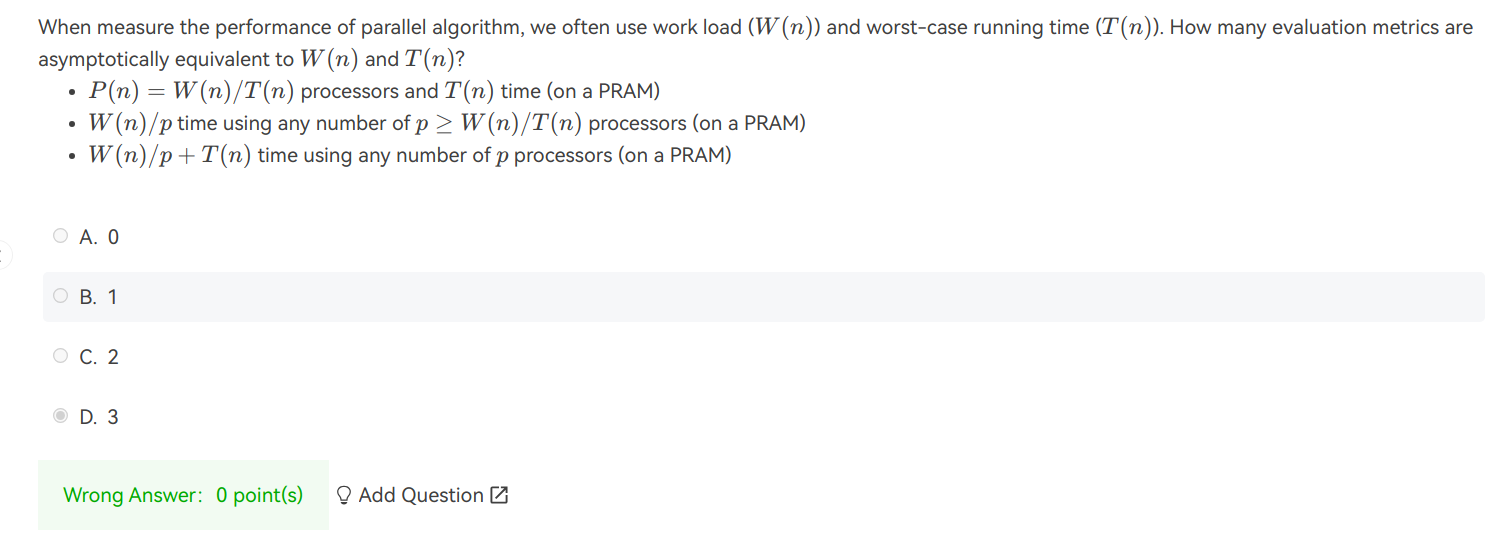 When measure the performance of parallel algorithm, we often use work load (W(n)) and worst-case running time (T(n)). How many evaluation metrics are
asymptotically equivalent to W(n) and T(n)?
• P(n) = W(n)/T(n) processors and T(n) time (on a PRAM)
• W(n)/p time using any number of p ≥ W(n)/T(n) processors (on a PRAM)
• W(n)/p + T(n) time using any number of p processors (on a PRAM)
A. 0
B. 1
C. 2
D. 3
Wrong Answer: 0 point(s) Add Question